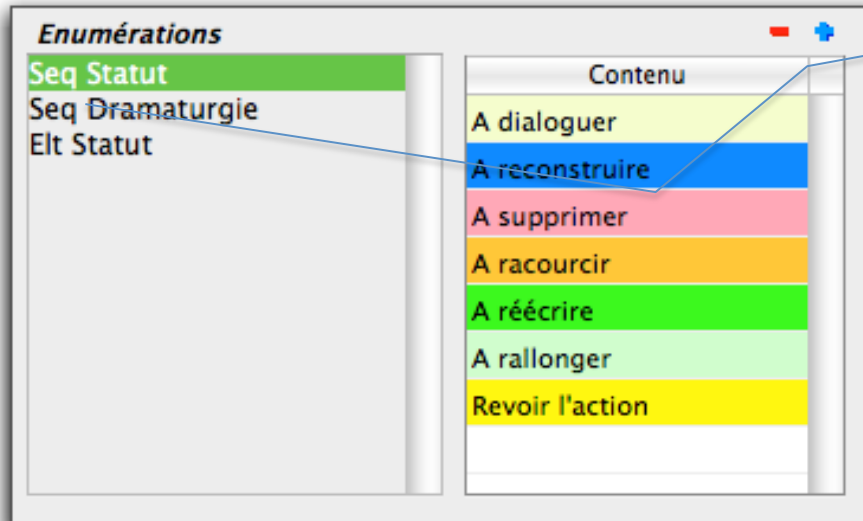 Enumérations
Seq Statut
Seq Dramaturgie
Elt Statut
Contenu
A dialoguer
A reconstruire
A supprimer
A racourcir
A réécrire
A rallonger
Revoir l'action